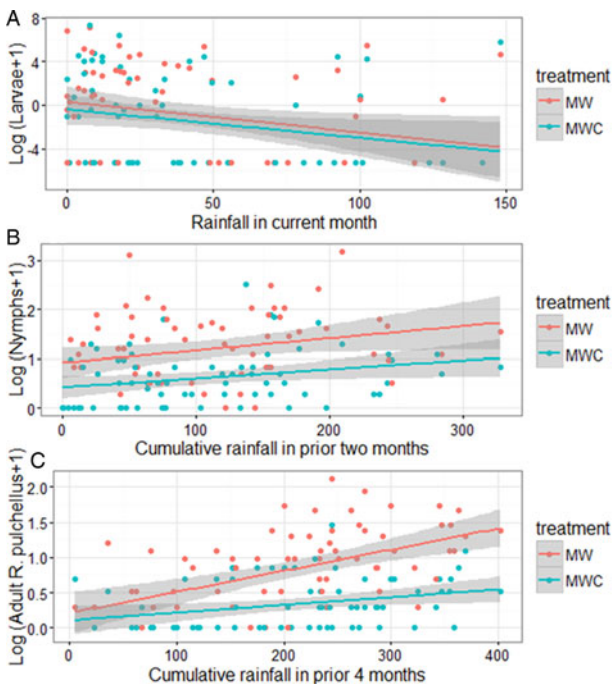 A
Log (Larvae+1)
8
4
0
-4
0
50
100
150
Rainfall in current month
treatment
MW
MWC
B
Log (Nymphs+1)
3
2
1
0
0
100
200
300
Cumulative rainfall in prior two months
treatment
MW
MWC
C
Log (Adult R. pulchellus+1)
2.0
1.5
1.0
0.5
0.0
0
100
200
300
400
Cumulative rainfall in prior 4 months
treatment
MW
MWC